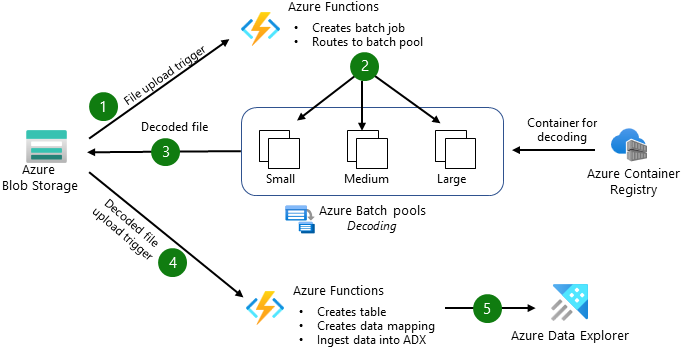 Azure Functions
• Creates batch job
• Routes to batch pool
1
File upload trigger
2
Decoded file
3
Container for
decoding
Azure
Blob Storage
Small
Medium
Large
Azure Container
Registry
Azure Batch pools
Decoding
Decoded file
upload trigger
4
Azure Functions
• Creates table
• Creates data mapping
• Ingest data into ADX
5
Azure Data Explorer